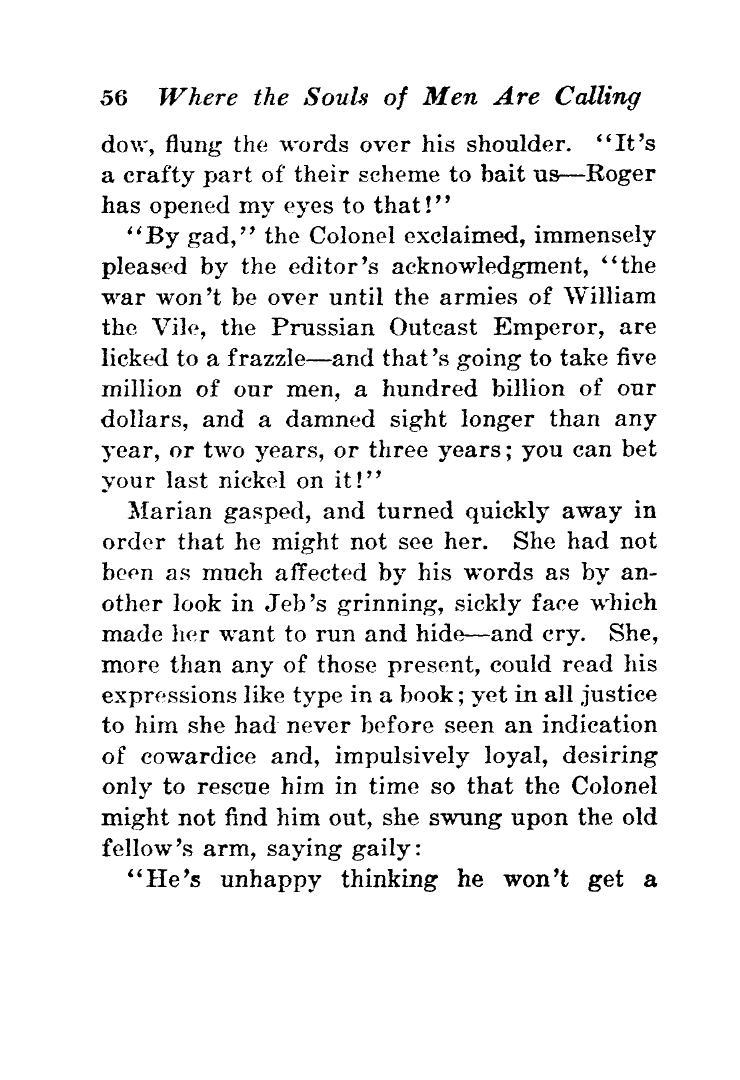 56 Where the Souls of Men Are Calling
dow, flung the words over his shoulder. "It's
a crafty part of their scheme to bait us—Roger
has opened my eyes to that!"
"By gad," the Colonel exclaimed, immensely
pleased by the editor's acknowledgment, "the
war won't be over until the armies of William
the Vile, the Prussian Outcast Emperor, are
licked to a frazzle—and that's going to take five
million of our men, a hundred billion of our
dollars, and a damned sight longer than any
year, or two years, or three years; you can bet
your last nickel on it!"
Marian gasped, and turned quickly away in
order that he might not see her. She had not
been as much affected by his words as by an-
other look in Jeb's grinning, sickly face which
made her want to run and hide—and cry. She,
more than any of those present, could read his
expressions like type in a book; yet in all justice
to him she had never before seen an indication
of cowardice and, impulsively loyal, desiring
only to rescue him in time so that the Colonel
might not find him out, she swung upon the old
fellow's arm, saying gaily:
"He's unhappy thinking he won't get a